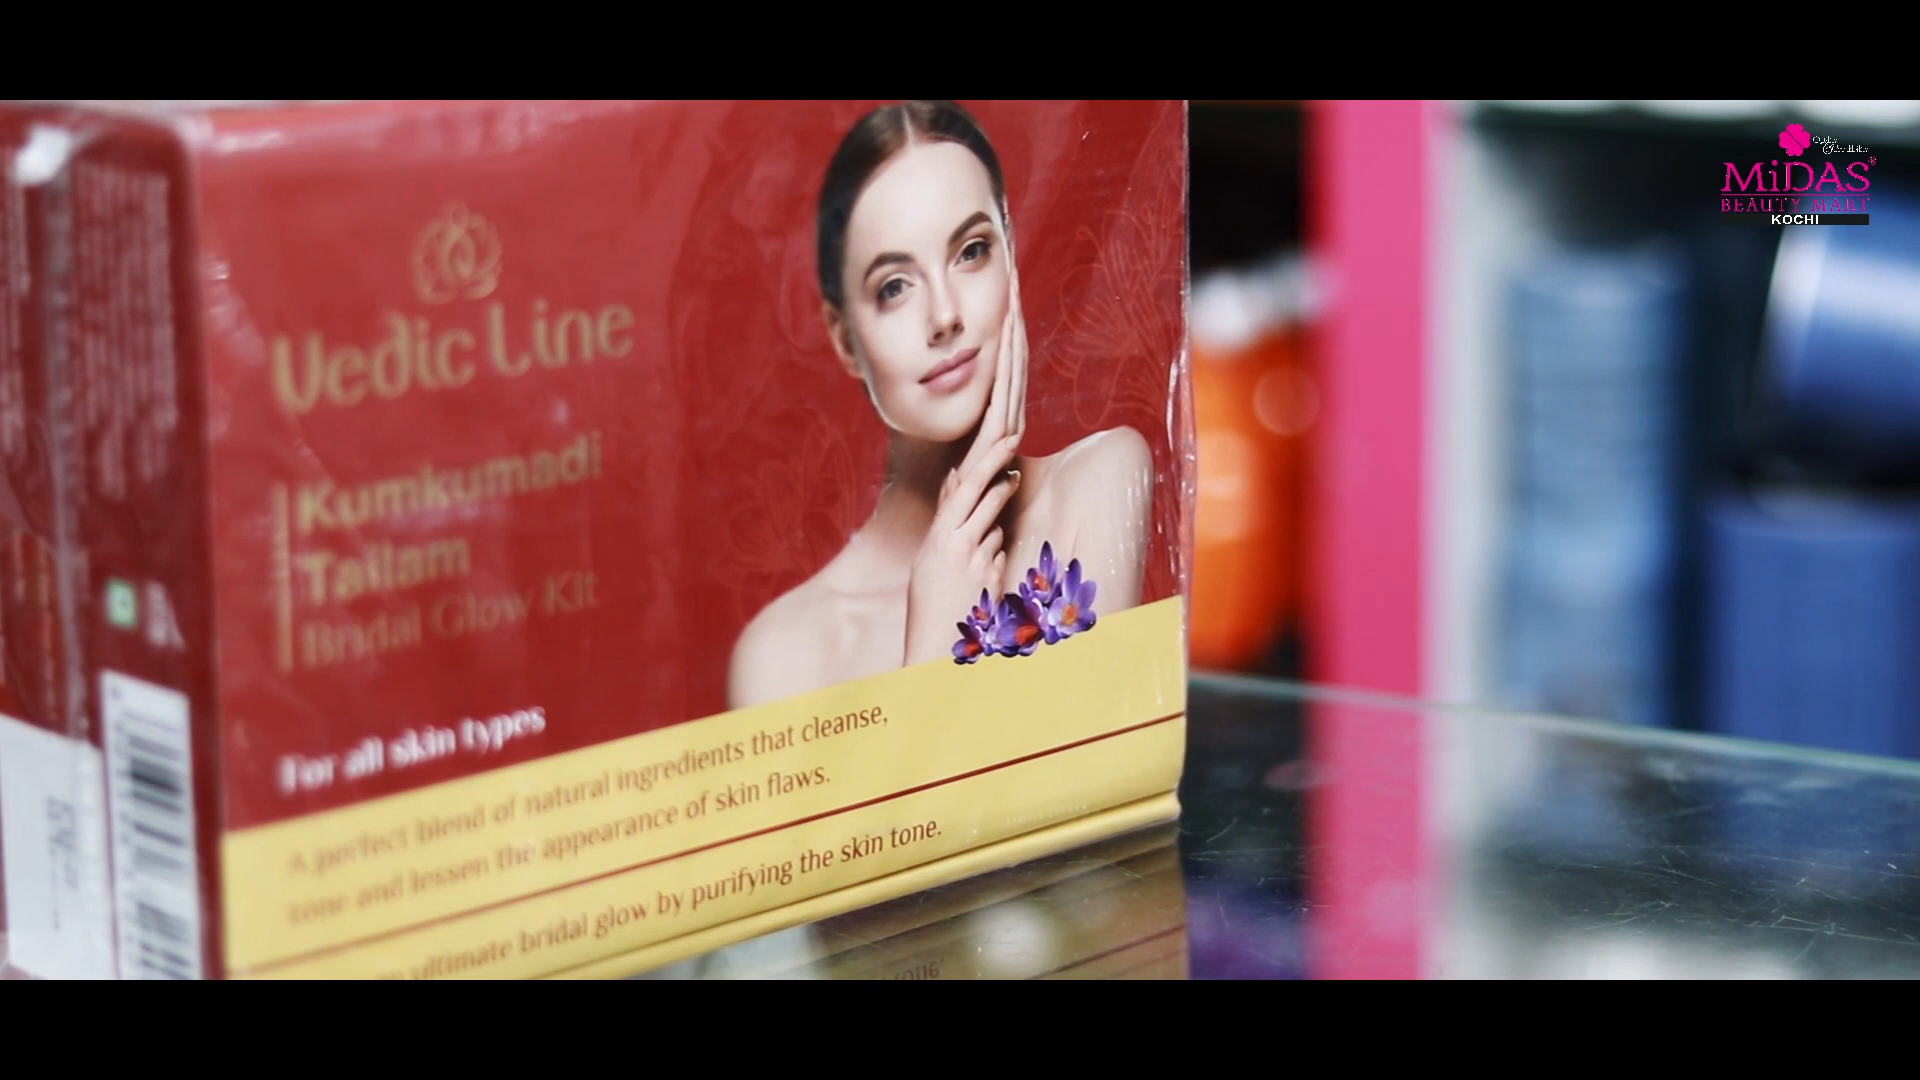 Vedic Line
Kumkumadi
Tailam
Bridal Glow Kit
For all skin types
A perfect blend of natural ingredients that cleanse,
tone and lessen the appearance of skin flaws.
ultimate bridal glow by purifying the skin tone.
MiDAS®
BEAUTY MART
KOCHI